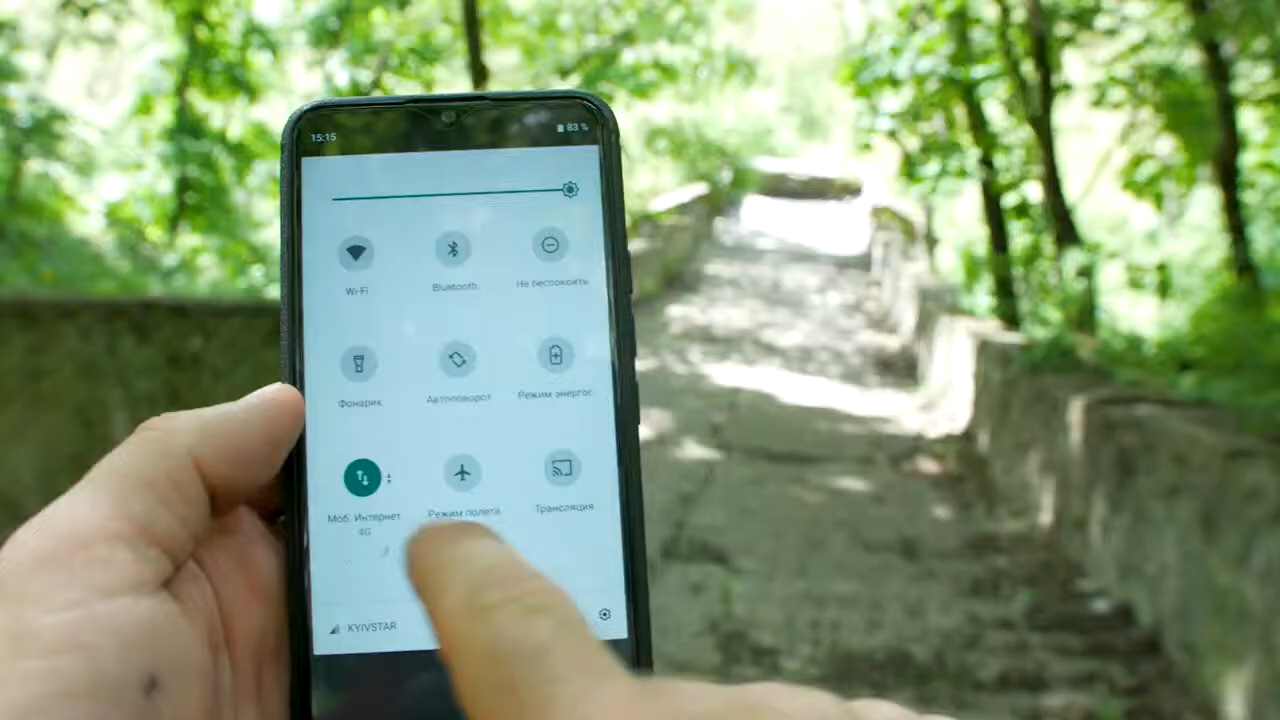 15:15
83 %
Wi-Fi
Bluetooth
Не беспокоить
Фонарик
Автоповорот
Режим энергос..
Моб. Интернет
4G
Режим полета
Трансляция
KYIVSTAR